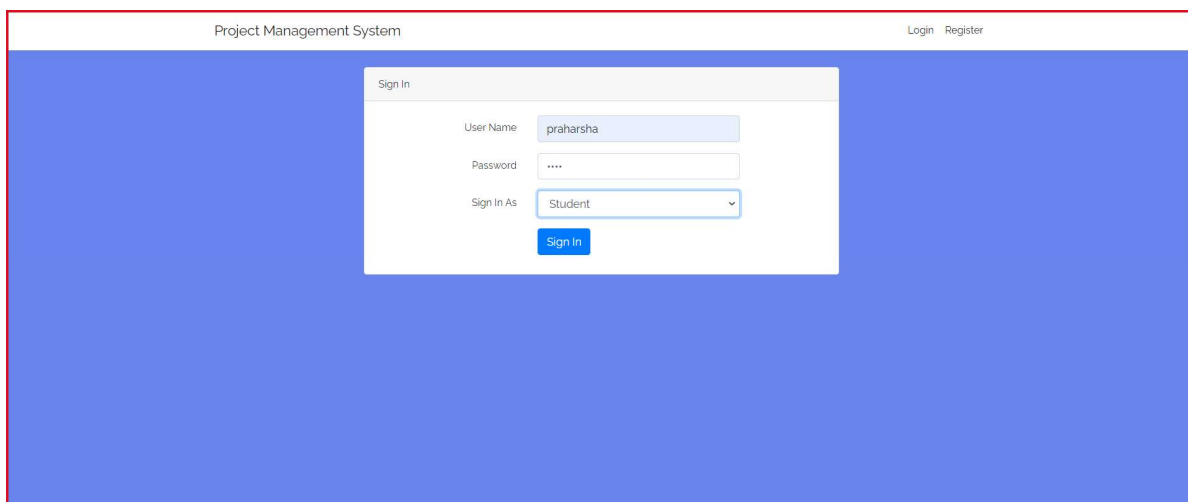 Project Management System Login Register
Sign In
User Name praharsha
Password ····
Sign In As Student
Sign In